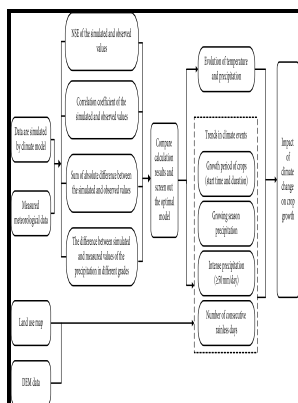 NSE of the simulated and observed
values
Correlation coefficient of the
simulated and observed values
Sum of absolute difference between
the simulated and observed values
The difference between simulated
and measured values of the
precipitation in different grades
Data are simulated
by climate model
Measured
meteorological data
Land use map
DEM data
Compare
calculation
results and
screen out
the optimal
model
Evolution of temperature
and precipitation
Trends in climate events
Growth period of crops
(start time and duration)
Growing season
precipitation
Intense precipitation
(≥50 mm/day)
Number of consecutive
rainless days
Impact
of
climate
change
on crop
growth